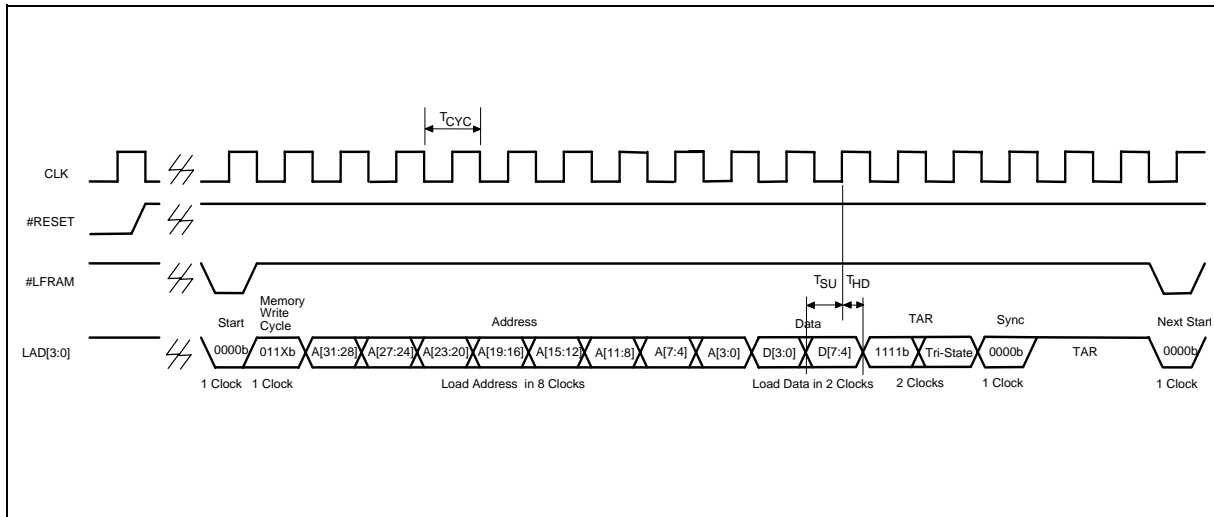 TCYC
CLK
#RESET
#LFRAM
TSU THD
Memory
Write
Cycle
Start Address Data TAR Sync Next Start
LAD[3:0] 0000b 011Xb A[31:28] A[27:24] A[23:20] A[19:16] A[15:12] A[11:8] A[7:4] A[3:0] D[3:0] D[7:4] 1111b Tri-State 0000b TAR 0000b
1 Clock 1 Clock Load Address in 8 Clocks Load Data in 2 Clocks 2 Clocks 1 Clock 1 Clock